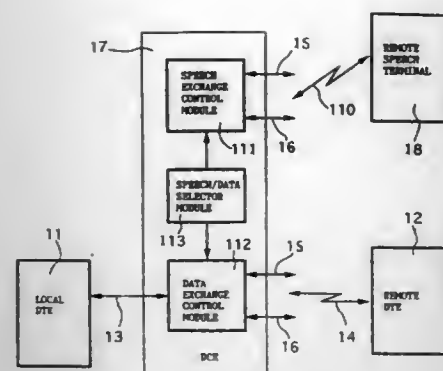 17
SPEECH
EXCHANGE
CONTROL
MODULE
111
15
16
110
REMOTE
SPEECH
TERMINAL
18
SPEECH/DATA
SELECTOR
MODULE
113
11
LOCAL
DTE
13
112
DATA
EXCHANGE
CONTROL
MODULE
DCE
15
16
14
12
REMOTE
DTE